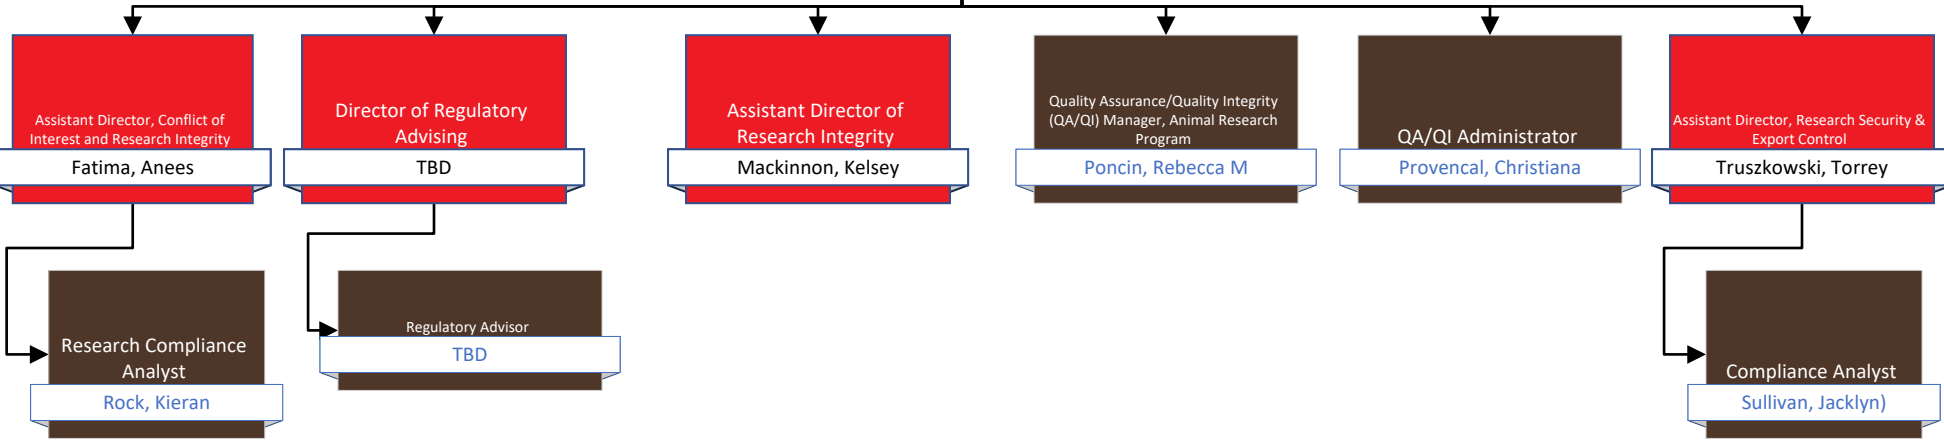 Assistant Director, Conflict of
Interest and Research Integrity
Fatima, Anees
Director of Regulatory
Advising
TBD
Assistant Director of
Research Integrity
Mackinnon, Kelsey
Quality Assurance/Quality Integrity
(QA/QI) Manager, Animal Research
Program
Poncin, Rebecca M
QA/QI Administrator
Provencal, Christiana
Assistant Director, Research Security &
Export Control
Truszkowski, Torrey
Research Compliance
Analyst
Rock, Kieran
Regulatory Advisor
TBD
Compliance Analyst
Sullivan, Jacklyn)